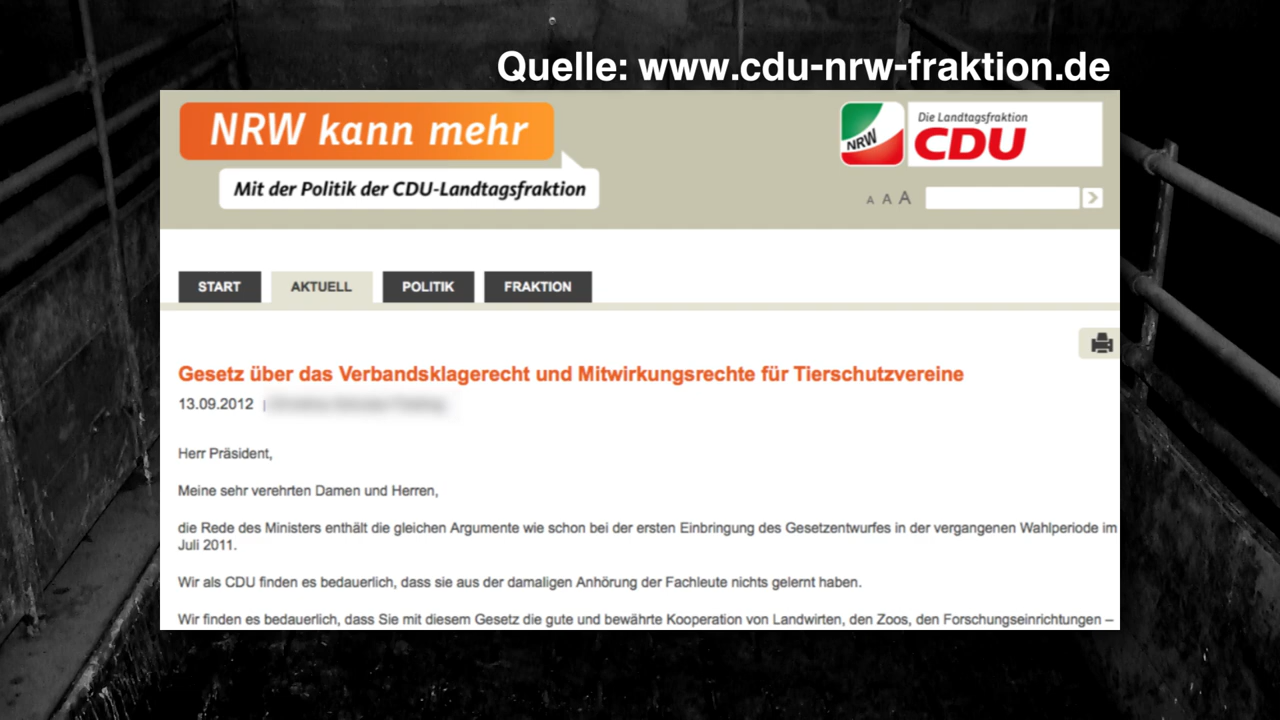 Quelle: www.cdu-nrw-fraktion.de
NRW kann mehr
Mit der Politik der CDU-Landtagsfraktion
NRW
Die Landtagsfraktion
CDU
A A A
START AKTUELL POLITIK FRAKTION
Gesetz über das Verbandsklagerecht und Mitwirkungsrechte für Tierschutzvereine
13.09.2012 |
Herr Präsident,
Meine sehr verehrten Damen und Herren,
die Rede des Ministers enthält die gleichen Argumente wie schon bei der ersten Einbringung des Gesetzentwurfes in der vergangenen Wahlperiode im
Juli 2011.
Wir als CDU finden es bedauerlich, dass sie aus der damaligen Anhörung der Fachleute nichts gelernt haben.
Wir finden es bedauerlich, dass Sie mit diesem Gesetz die gute und bewährte Kooperation von Landwirten, den Zoos, den Forschungseinrichtungen –